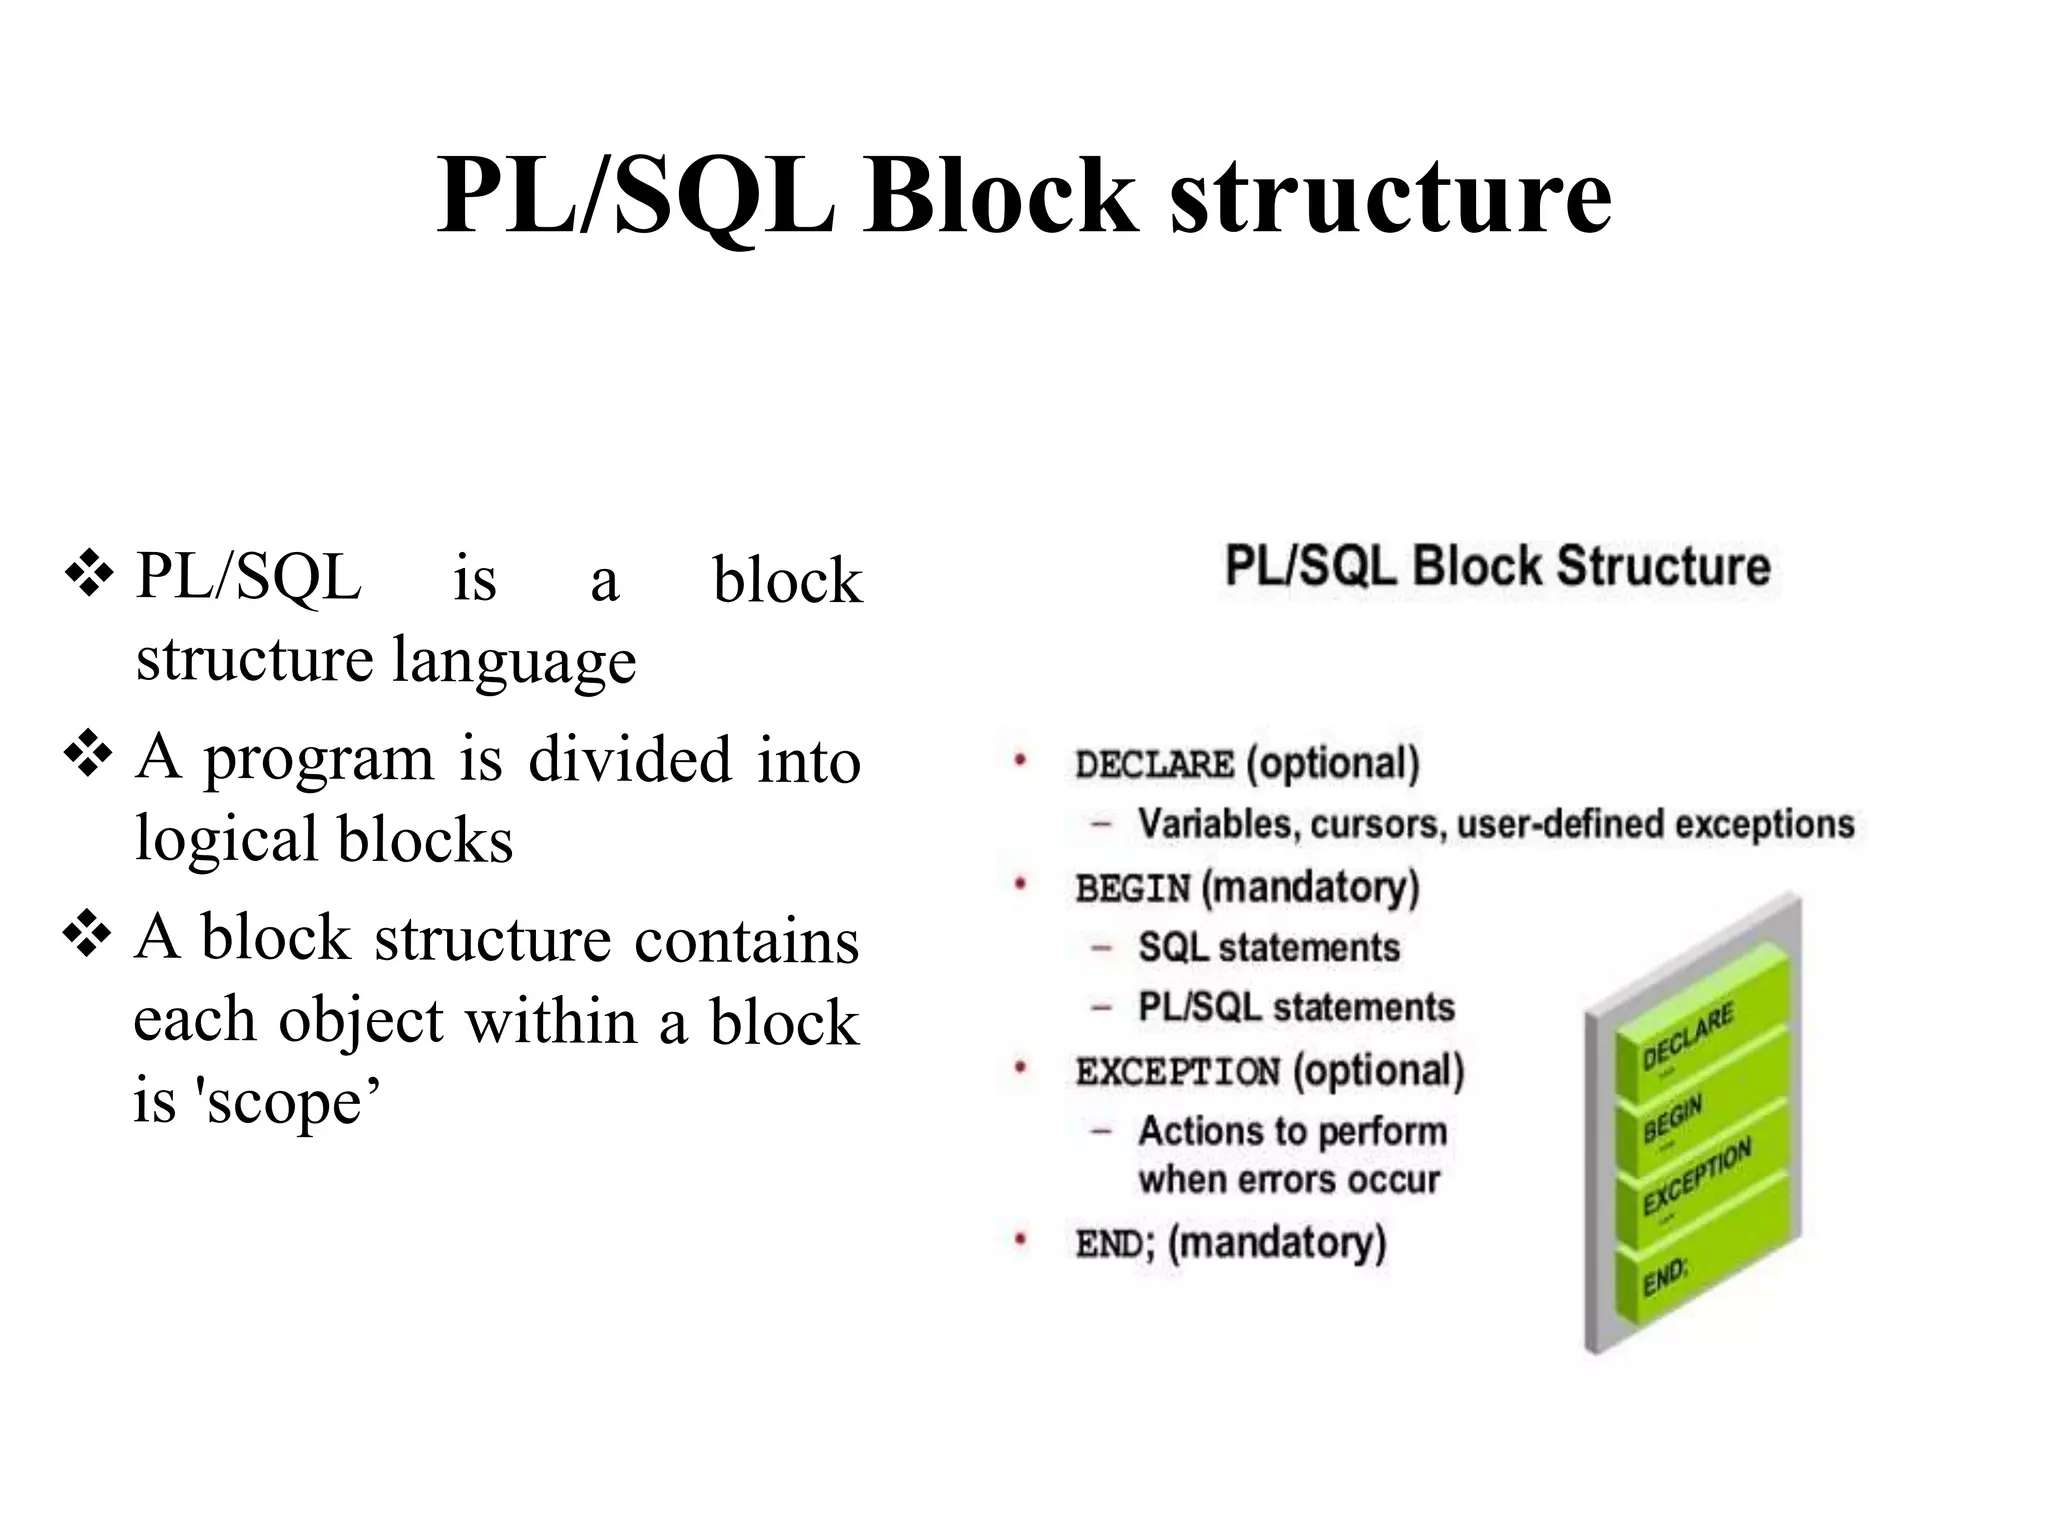 PL/SQL Block structure
❖ PL/SQL is a block
structure language
❖ A program is divided into
logical blocks
❖ A block structure contains
each object within a block
is 'scope’
PL/SQL Block Structure
• DECLARE (optional)
– Variables, cursors, user-defined exceptions
• BEGIN (mandatory)
– SQL statements
– PL/SQL statements
• EXCEPTION (optional)
– Actions to perform
when errors occur
• END; (mandatory)
DECLARE
...
BEGIN
...
EXCEPTION
...
END;